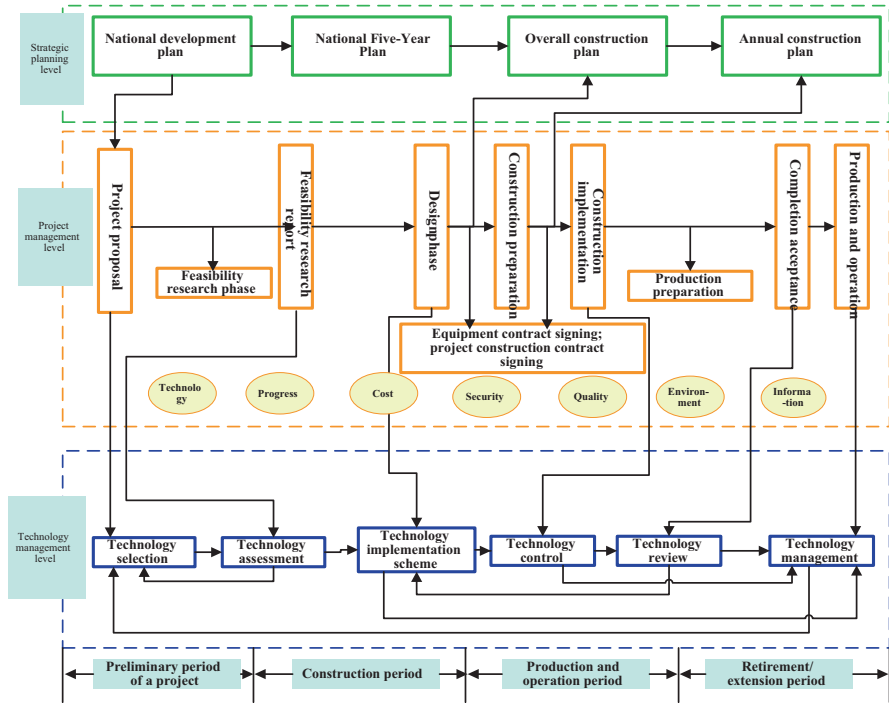 Strategic
planning
level
National development
plan
National Five-Year
Plan
Overall construction
plan
Annual construction
plan
Project
management
level
Project proposal
Feasibility research
report
Designphase
Construction preparation
Construction
implementation
Completion acceptance
Production and operation
Feasibility
research phase
Production
preparation
Equipment contract signing;
project construction contract
signing
Technolo
gy
Progress
Cost
Security
Quality
Environ-
ment
Informa
-tion
Technology
management
level
Technology
selection
Technology
assessment
Technology
implementation
scheme
Technology
control
Technology
review
Technology
management
Preliminary period
of a project
Construction period
Production and
operation period
Retirement/
extension period